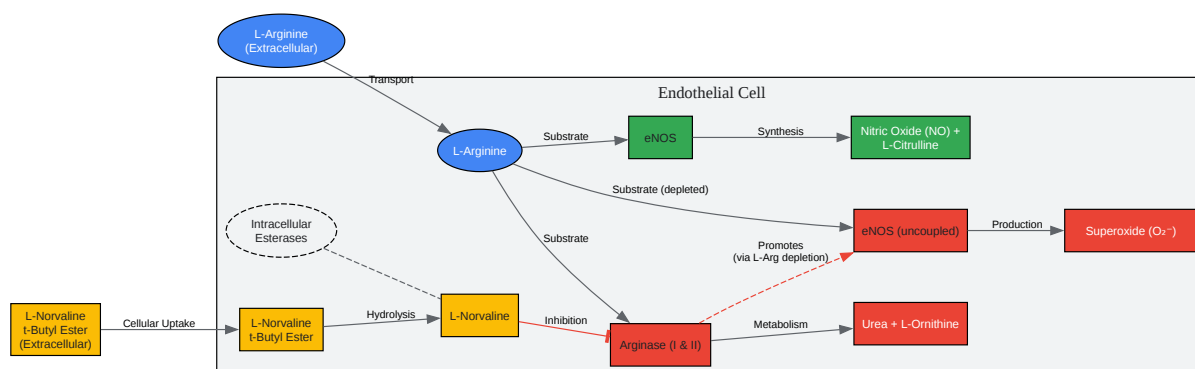 L-Arginine
(Extracellular)
Transport
Endothelial Cell
L-Arginine
Substrate
eNOS
Synthesis
Nitric Oxide (NO) +
L-Citrulline
Substrate (depleted)
Intracellular
Esterases
Substrate
eNOS (uncoupled)
Production
Superoxide (O₂⁻)
Promotes
(via L-Arg depletion)
L-Norvaline
t-Butyl Ester
(Extracellular)
Cellular Uptake
L-Norvaline
t-Butyl Ester
Hydrolysis
L-Norvaline
Inhibition
Arginase (I & II)
Metabolism
Urea + L-Ornithine